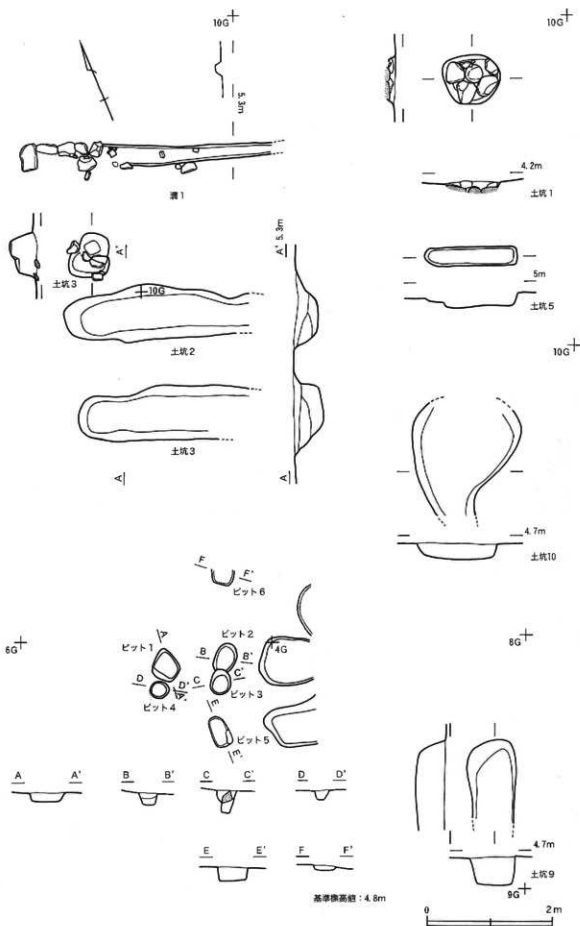 10G
5.3m
溝1
土坑3
A'
A' 5.3m
10G
土坑2
土坑3
A
A
10G
4.2m
土坑1
5m
土坑5
10G
4.7m
土坑10
F
F'
ピット6
6G
8G
A
ピット1
ピット2
4G
B
B'
D
D'
C
C'
A'
ピット4
ピット3
E
ピット5
E'
A A' B B' C C' D D'
E E' F F'
基準標高値：4.8m
4.7m
土坑9
9G
0 2m